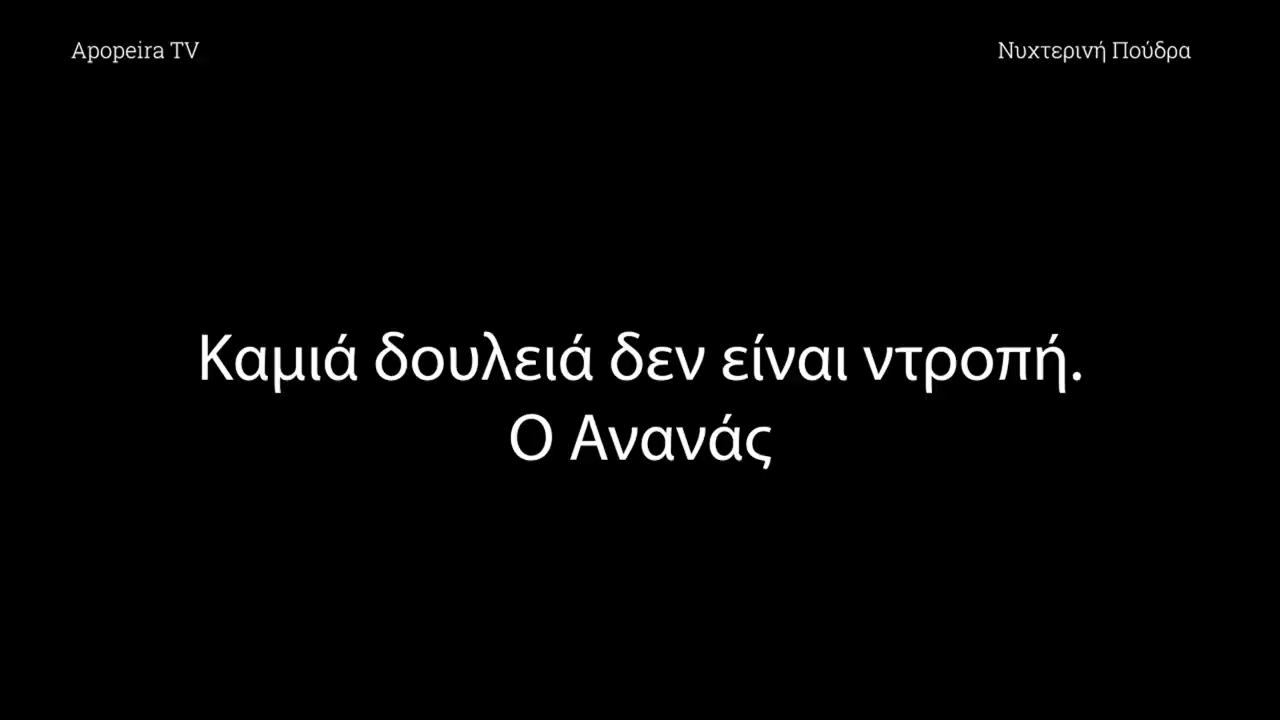 Apopeira TV
Νυχτερινή Πούδρα
Καμιά δουλειά δεν είναι ντροπή.
Ο Ανανάς